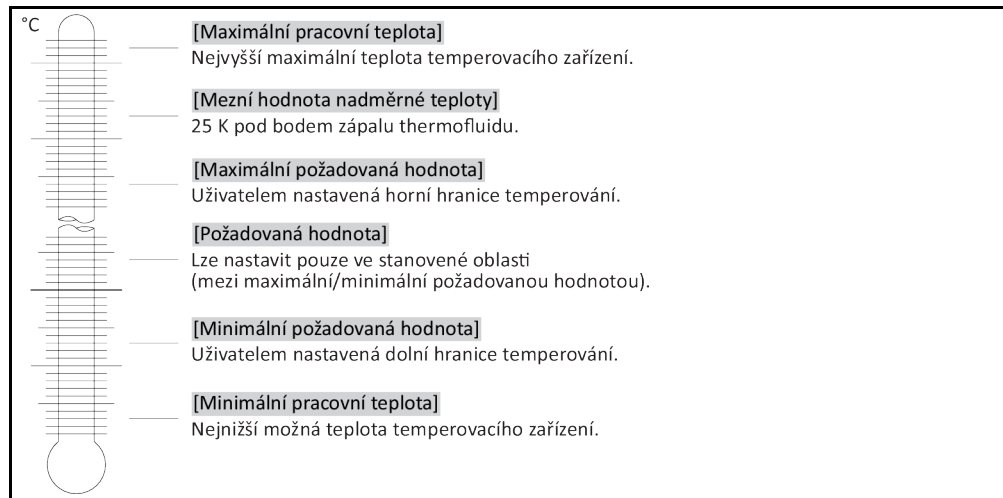 °C
[Maximální pracovní teplota]
Nejvyšší maximální teplota temperovacího zařízení.
[Mezní hodnota nadměrné teploty]
25 K pod bodem zápalu thermofluidu.
[Maximální požadovaná hodnota]
Uživatelem nastavená horní hranice temperování.
[Požadovaná hodnota]
Lze nastavit pouze ve stanovené oblasti
(mezi maximální/minimální požadovanou hodnotou).
[Minimální požadovaná hodnota]
Uživatelem nastavená dolní hranice temperování.
[Minimální pracovní teplota]
Nejnižší možná teplota temperovacího zařízení.